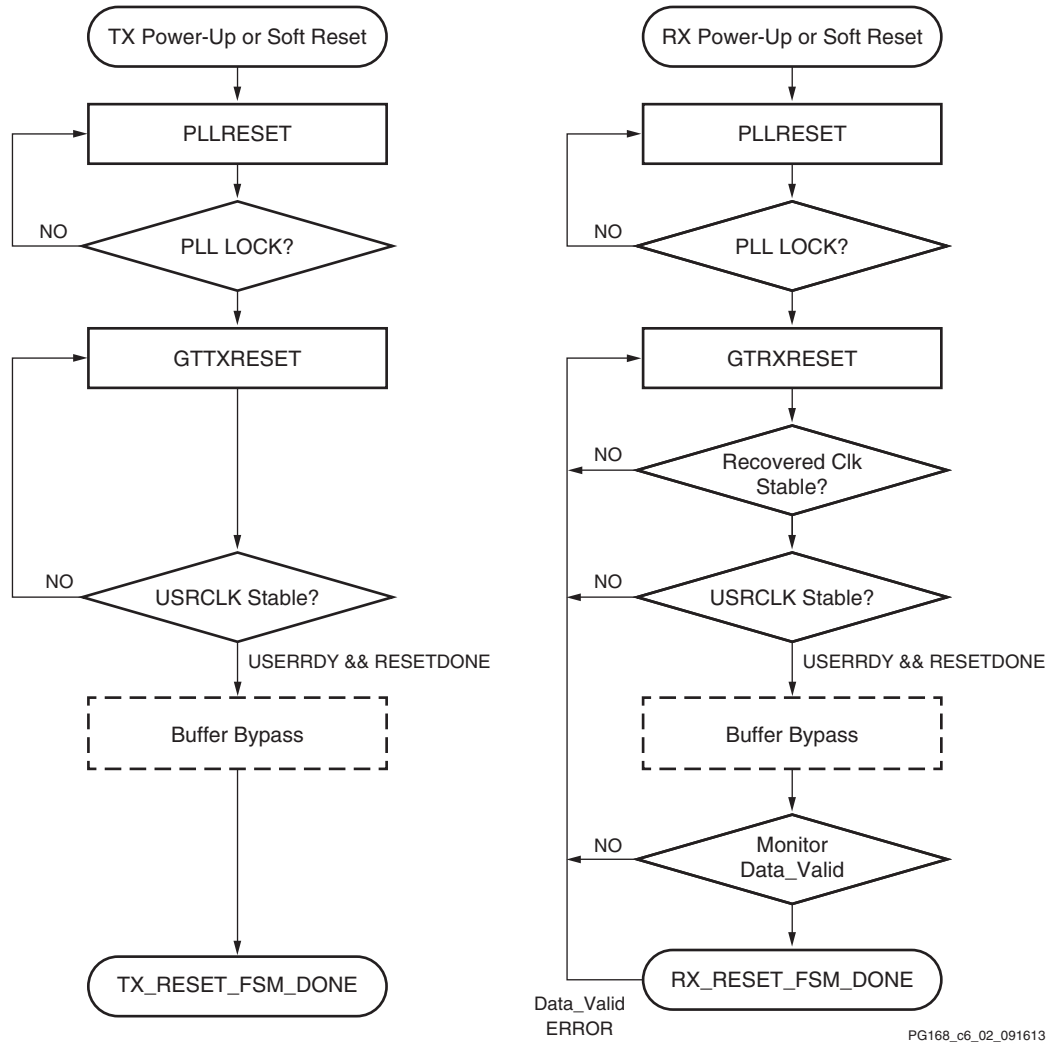 TX Power-Up or Soft Reset
PLLRESET
NO
PLL LOCK?
GTTXRESET
NO
USRCLK Stable?
USERRDY && RESETDONE
Buffer Bypass
TX_RESET_FSM_DONE
RX Power-Up or Soft Reset
PLLRESET
NO
PLL LOCK?
GTRXRESET
NO
Recovered Clk
Stable?
NO
USRCLK Stable?
USERRDY && RESETDONE
Buffer Bypass
NO
Monitor
Data_Valid
RX_RESET_FSM_DONE
Data_Valid
ERROR
PG168_c6_02_091613